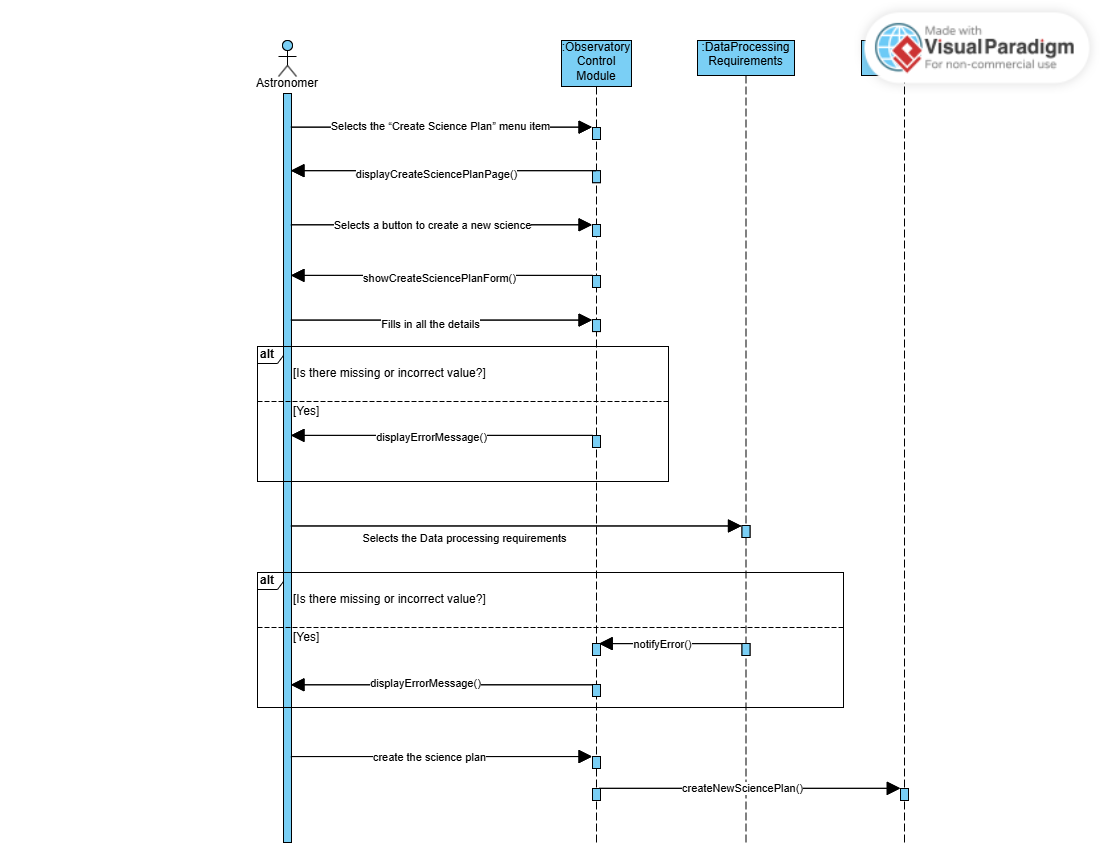 Made with
VisualParadigm
For non-commercial use
:Observatory
Control
Module
:DataProcessing
Requirements
Astronomer
Selects the “Create Science Plan” menu item
displayCreateSciencePlanPage()
Selects a button to create a new science
showCreateSciencePlanForm()
Fills in all the details
alt
[Is there missing or incorrect value?]
[Yes]
displayErrorMessage()
Selects the Data processing requirements
alt
[Is there missing or incorrect value?]
[Yes]
notifyError()
displayErrorMessage()
create the science plan
createNewSciencePlan()